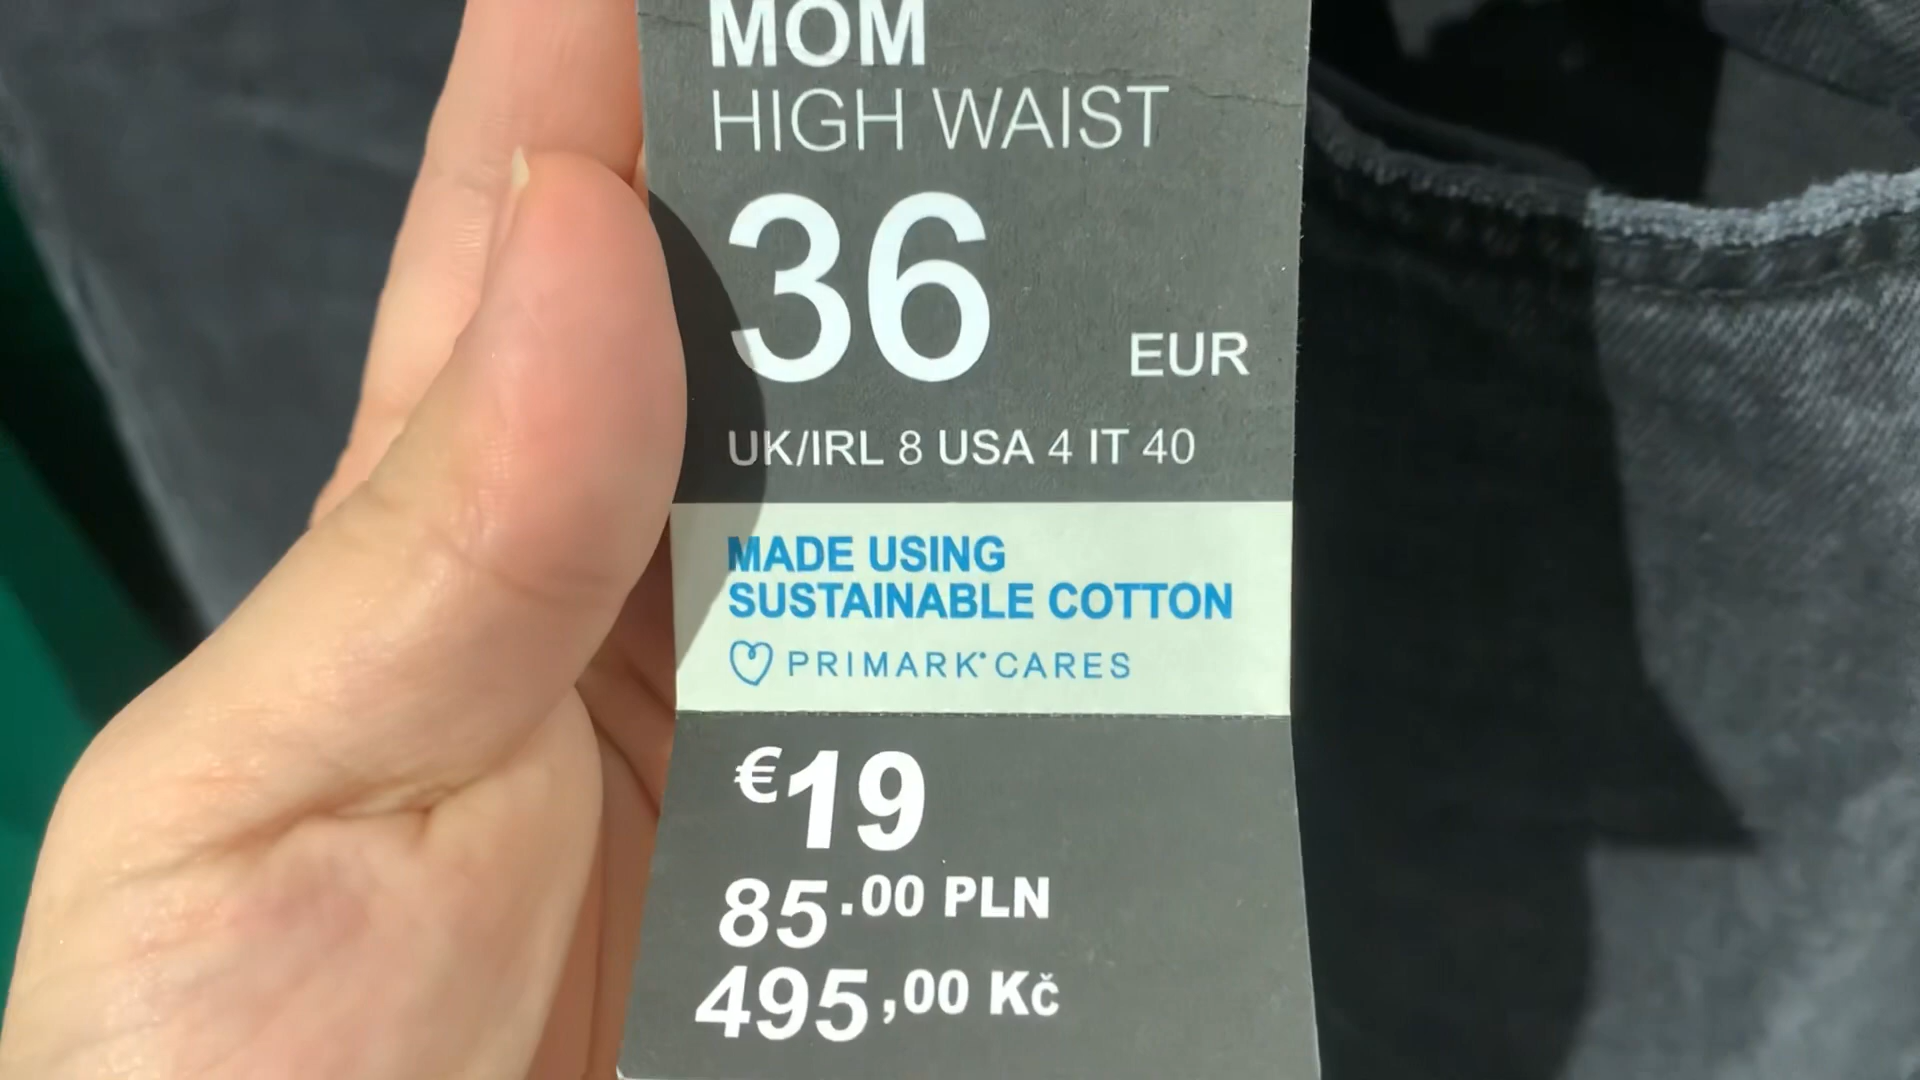 MOM
HIGH WAIST
36 EUR
UK/IRL 8 USA 4 IT 40
MADE USING
SUSTAINABLE COTTON
PRIMARK® CARES
€19
85.00 PLN
495,00 Kč